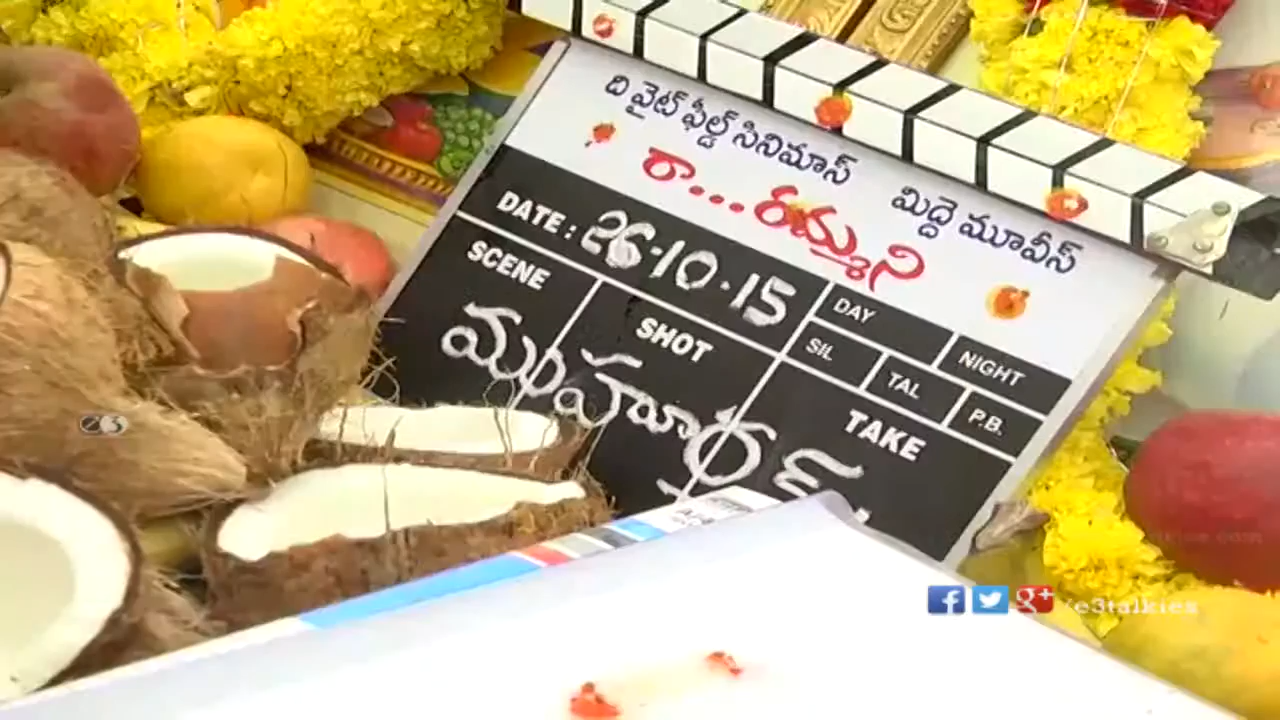 ది వైట్ ఫీల్డ్ సినిమాస్ మిద్దె మూవీస్
రా...రమ్మని
DATE: 26·10·15
DAY
NIGHT
SCENE
SHOT
SIL
TAL
P.B.
TAKE
ముహూర్తం
e3talkies